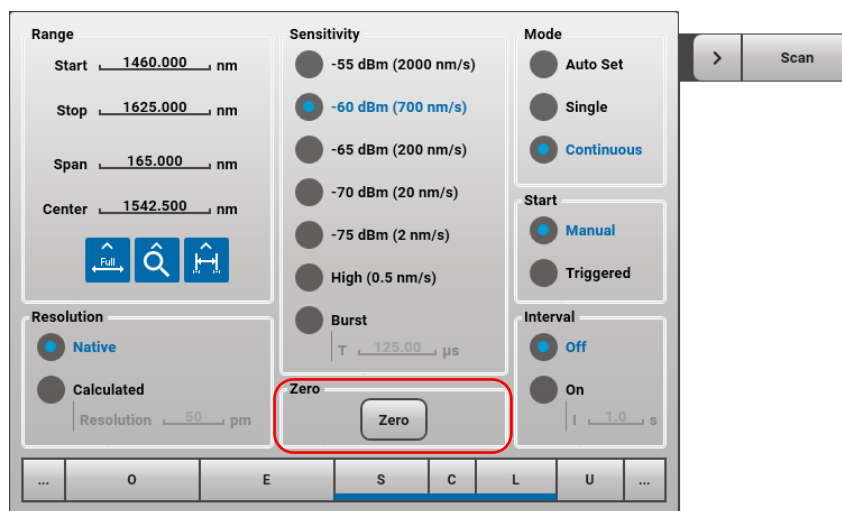 Range
Start 1460.000 nm
Stop 1625.000 nm
Span 165.000 nm
Center 1542.500 nm
Full
Resolution
Native
Calculated
Resolution 50 pm
Sensitivity
-55 dBm (2000 nm/s)
-60 dBm (700 nm/s)
-65 dBm (200 nm/s)
-70 dBm (20 nm/s)
-75 dBm (2 nm/s)
High (0.5 nm/s)
Burst
T 125.00 µs
Zero
Zero
Mode
Auto Set
Single
Continuous
Start
Manual
Triggered
Interval
Off
On
I 1.0 s
> Scan
... O E S C L U ...